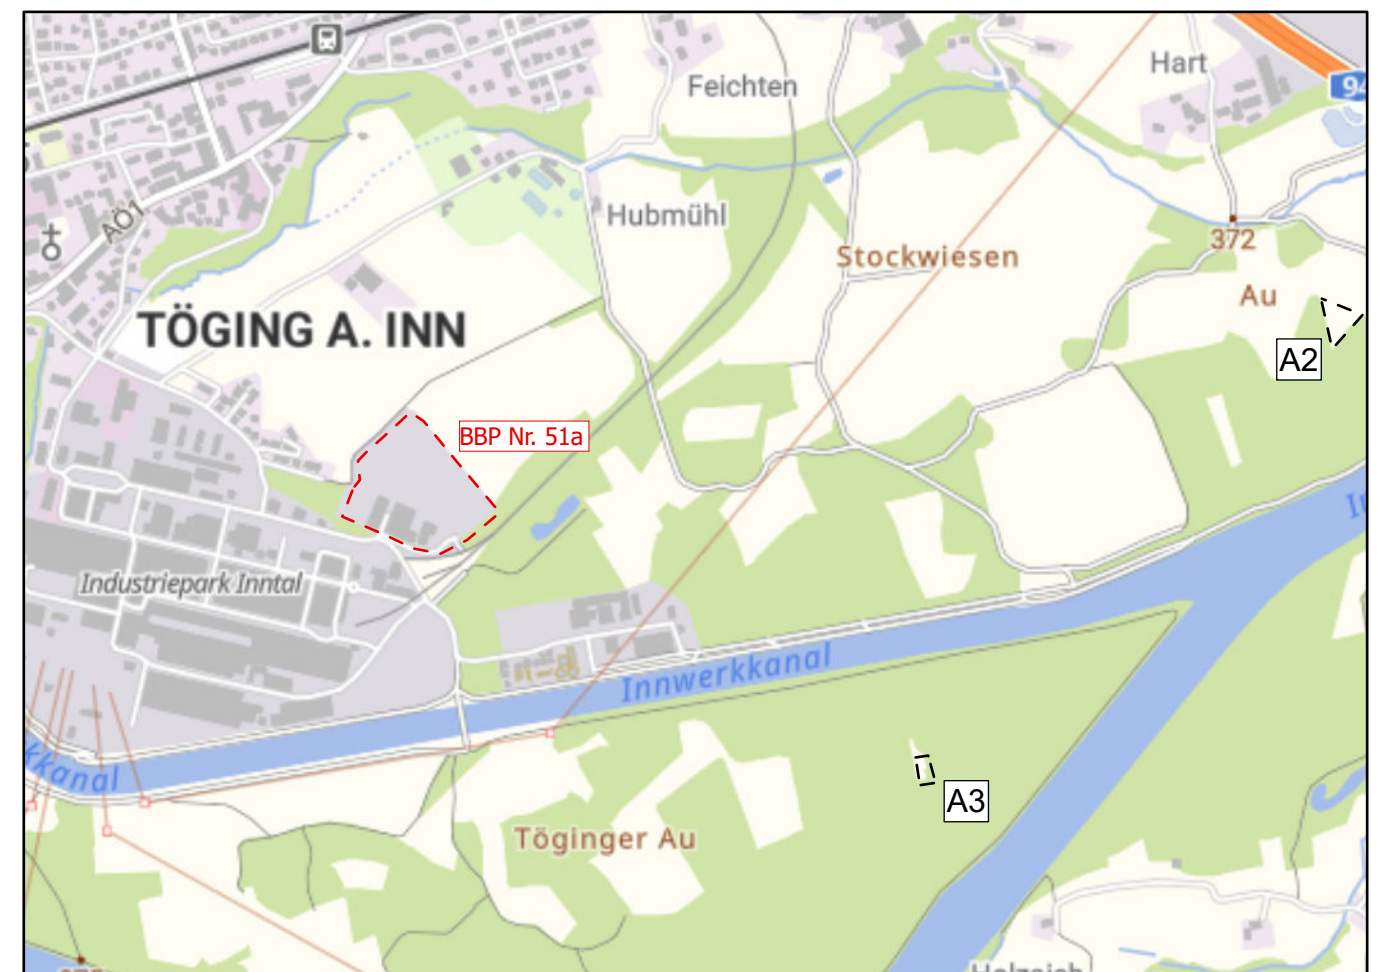 Feichten
Hart
94
AÖ1
Hubmühl
372
Stockwiesen
Au
TÖGING A. INN
A2
BBP Nr. 51a
Industriepark Inntal
Innwerkkanal
kkanal
A3
Töginger Au